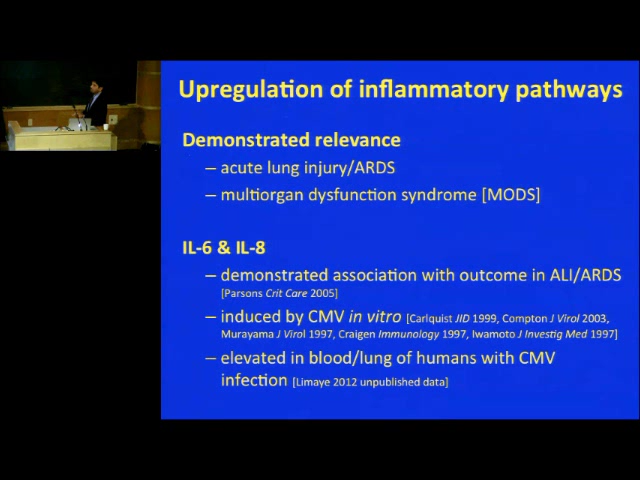 Upregulation of inflammatory pathways
Demonstrated relevance
– acute lung injury/ARDS
– multiorgan dysfunction syndrome [MODS]
IL-6 & IL-8
– demonstrated association with outcome in ALI/ARDS
[Parsons Crit Care 2005]
– induced by CMV in vitro [Carlquist JID 1999, Compton J Virol 2003,
Murayama J Virol 1997, Craigen Immunology 1997, Iwamoto J Investig Med 1997]
– elevated in blood/lung of humans with CMV
infection [Limaye 2012 unpublished data]